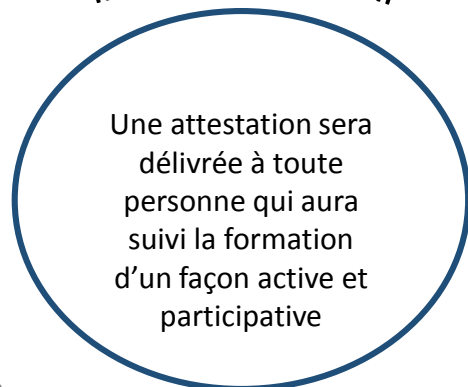 Une attestation sera
délivrée à toute
personne qui aura
suivi la formation
d’un façon active et
participative